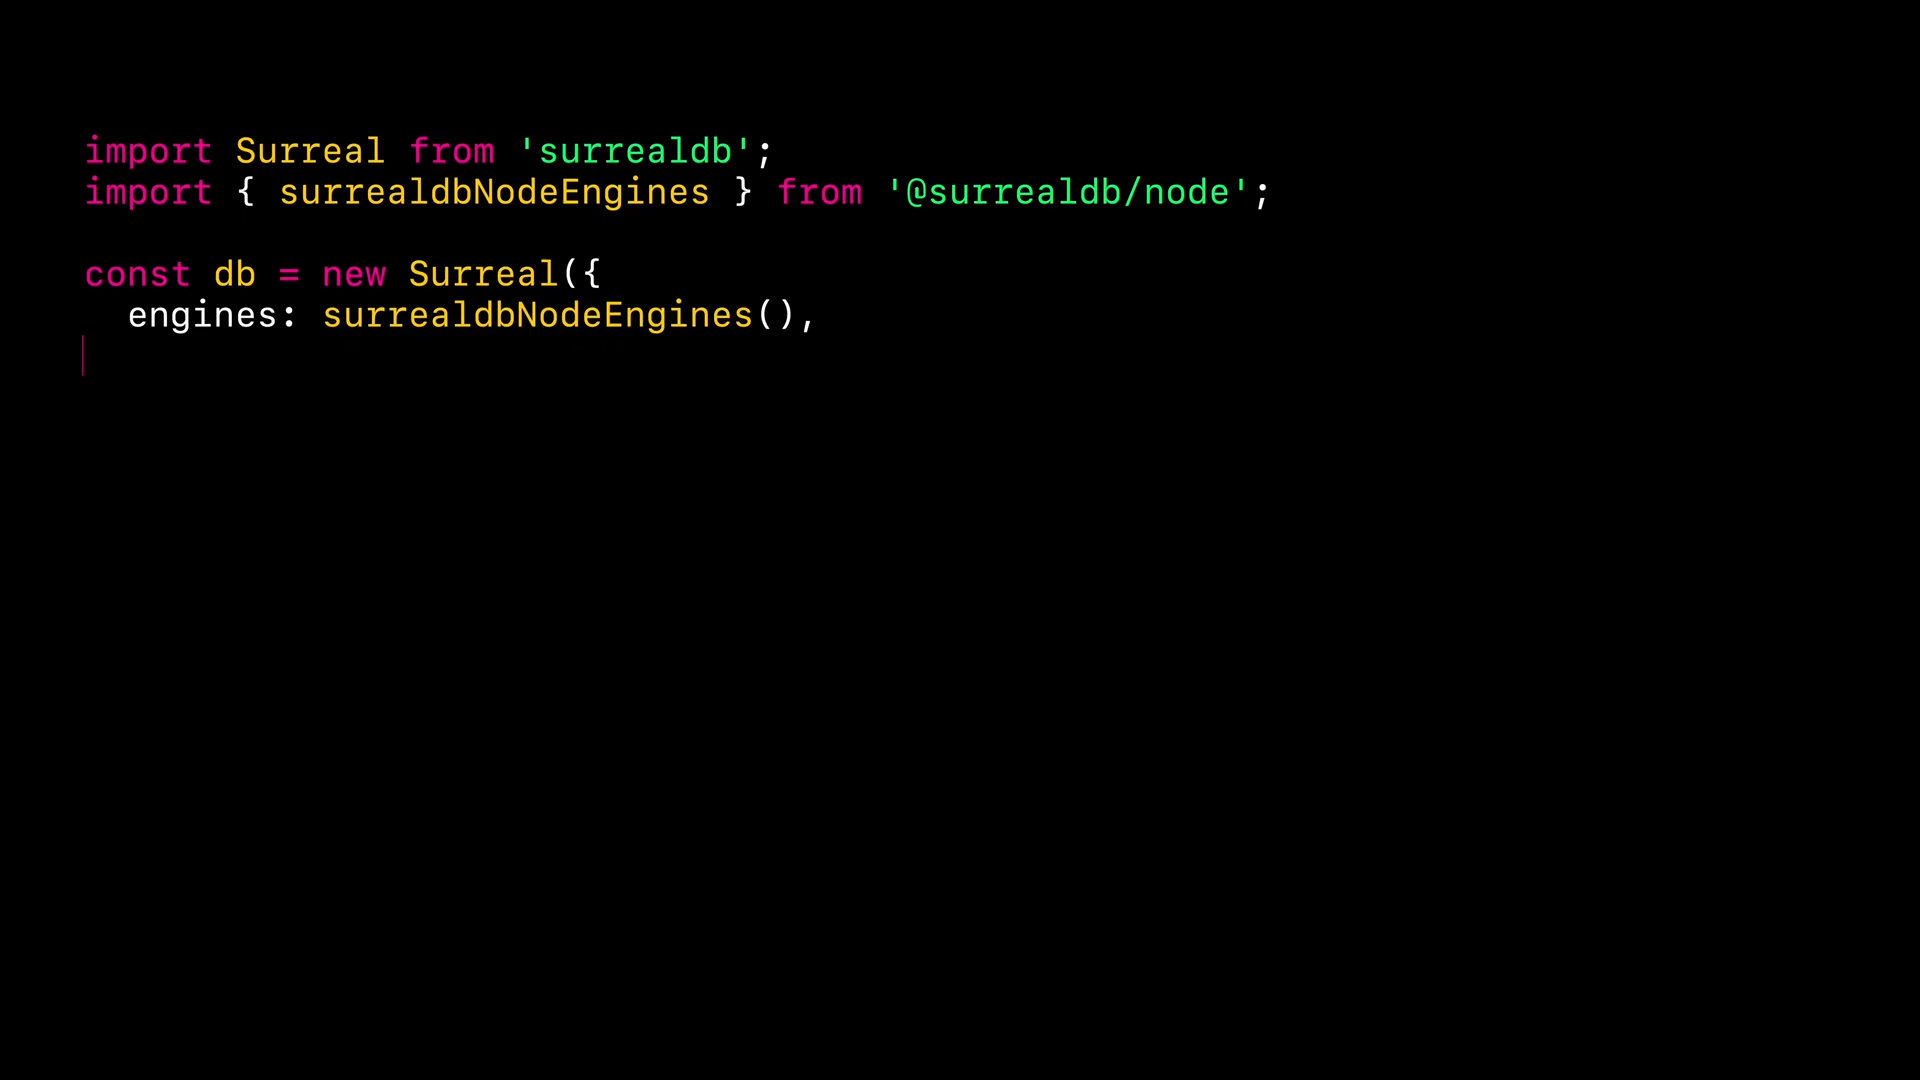 import Surreal from 'surrealdb';
import { surrealdbNodeEngines } from '@surrealdb/node';
const db = new Surreal({
  engines: surrealdbNodeEngines(),